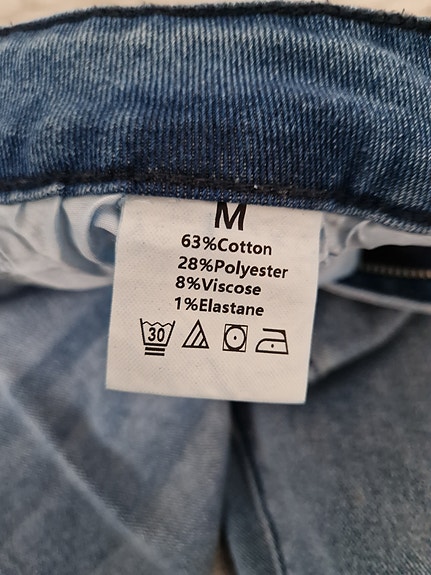 M
63%Cotton
28%Polyester
8%Viscose
1%Elastane
30